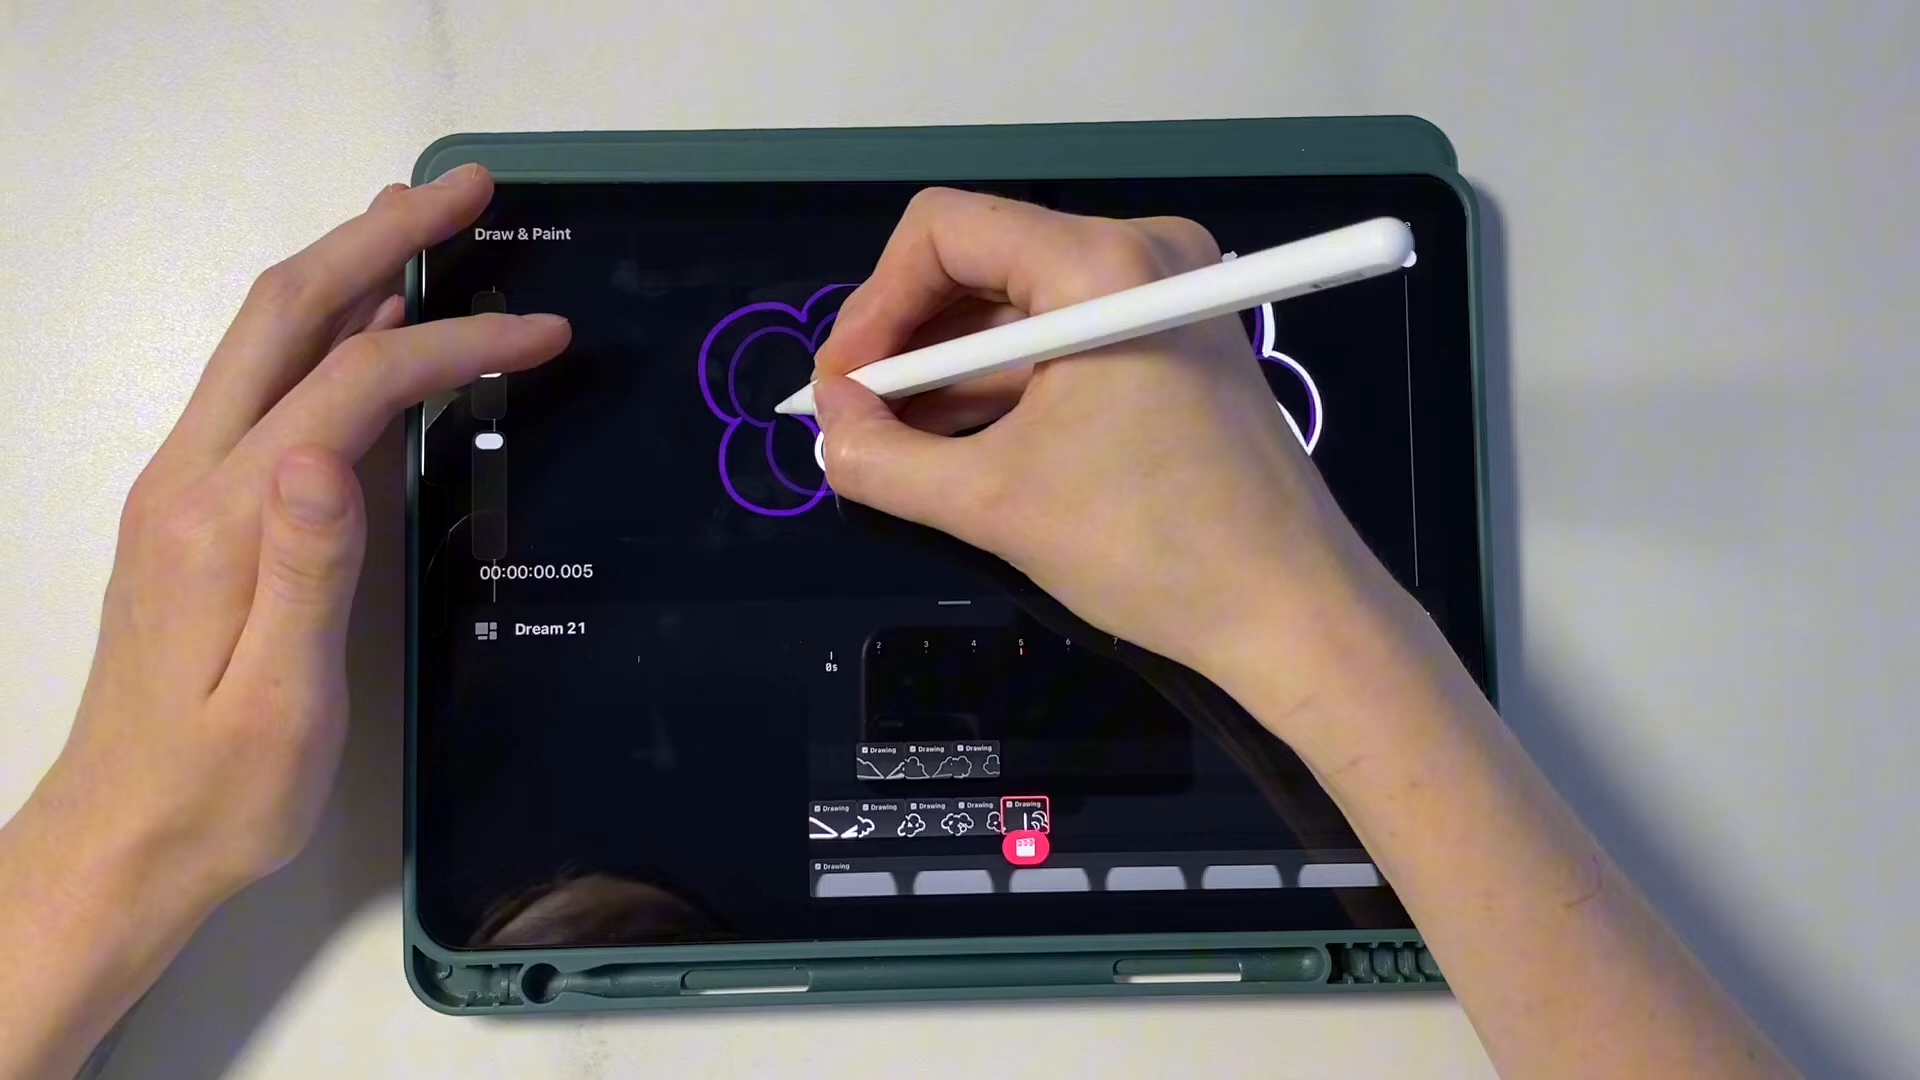 Draw & Paint
00:00:00.005
Dream 21
0s 2 3 4 5 6 7
Drawing Drawing Drawing
Drawing Drawing Drawing Drawing Drawing
Drawing